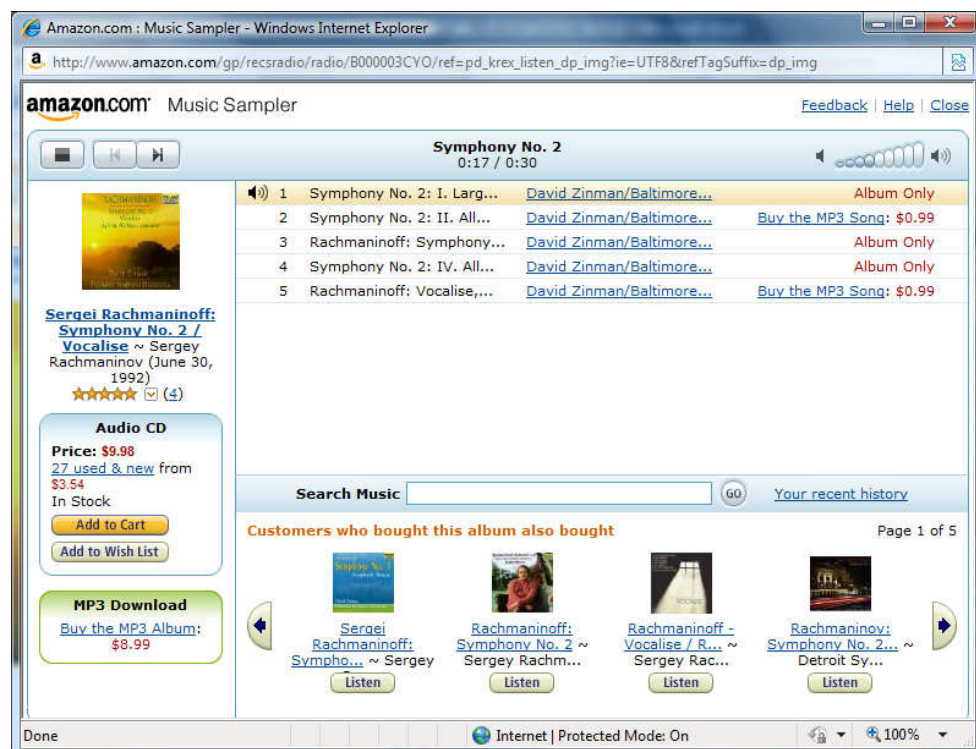 Amazon.com : Music Sampler - Windows Internet Explorer
http://www.amazon.com/gp/recsradio/radio/B000003CYO/ref=pd_krex_listen_dp_img?ie=UTF8&refTagSuffix=dp_img
amazon.com Music Sampler
Feedback | Help | Close
Symphony No. 2
0:17 / 0:30
1 Symphony No. 2: I. Larg... David Zinman/Baltimore... Album Only
2 Symphony No. 2: II. All... David Zinman/Baltimore... Buy the MP3 Song: $0.99
3 Rachmaninoff: Symphony... David Zinman/Baltimore... Album Only
4 Symphony No. 2: IV. All... David Zinman/Baltimore... Album Only
5 Rachmaninoff: Vocalise,... David Zinman/Baltimore... Buy the MP3 Song: $0.99
RACHMANINOFF
Sergei Rachmaninoff:
Symphony No. 2 /
Vocalise ~ Sergey
Rachmaninov (June 30,
1992)
(4)
Audio CD
Price: $9.98
27 used & new from
$3.54
In Stock
Add to Cart
Add to Wish List
MP3 Download
Buy the MP3 Album:
$8.99
Search Music GO Your recent history
Customers who bought this album also bought Page 1 of 5
Sergei
Rachmaninoff:
Sympho... ~ Sergey
Listen
Rachmaninoff:
Symphony No. 2 ~
Sergey Rachm...
Listen
Rachmaninoff -
Vocalise / R... ~
Sergey Rac...
Listen
Rachmaninov:
Symphony No. 2... ~
Detroit Sy...
Listen
Done Internet | Protected Mode: On 100%